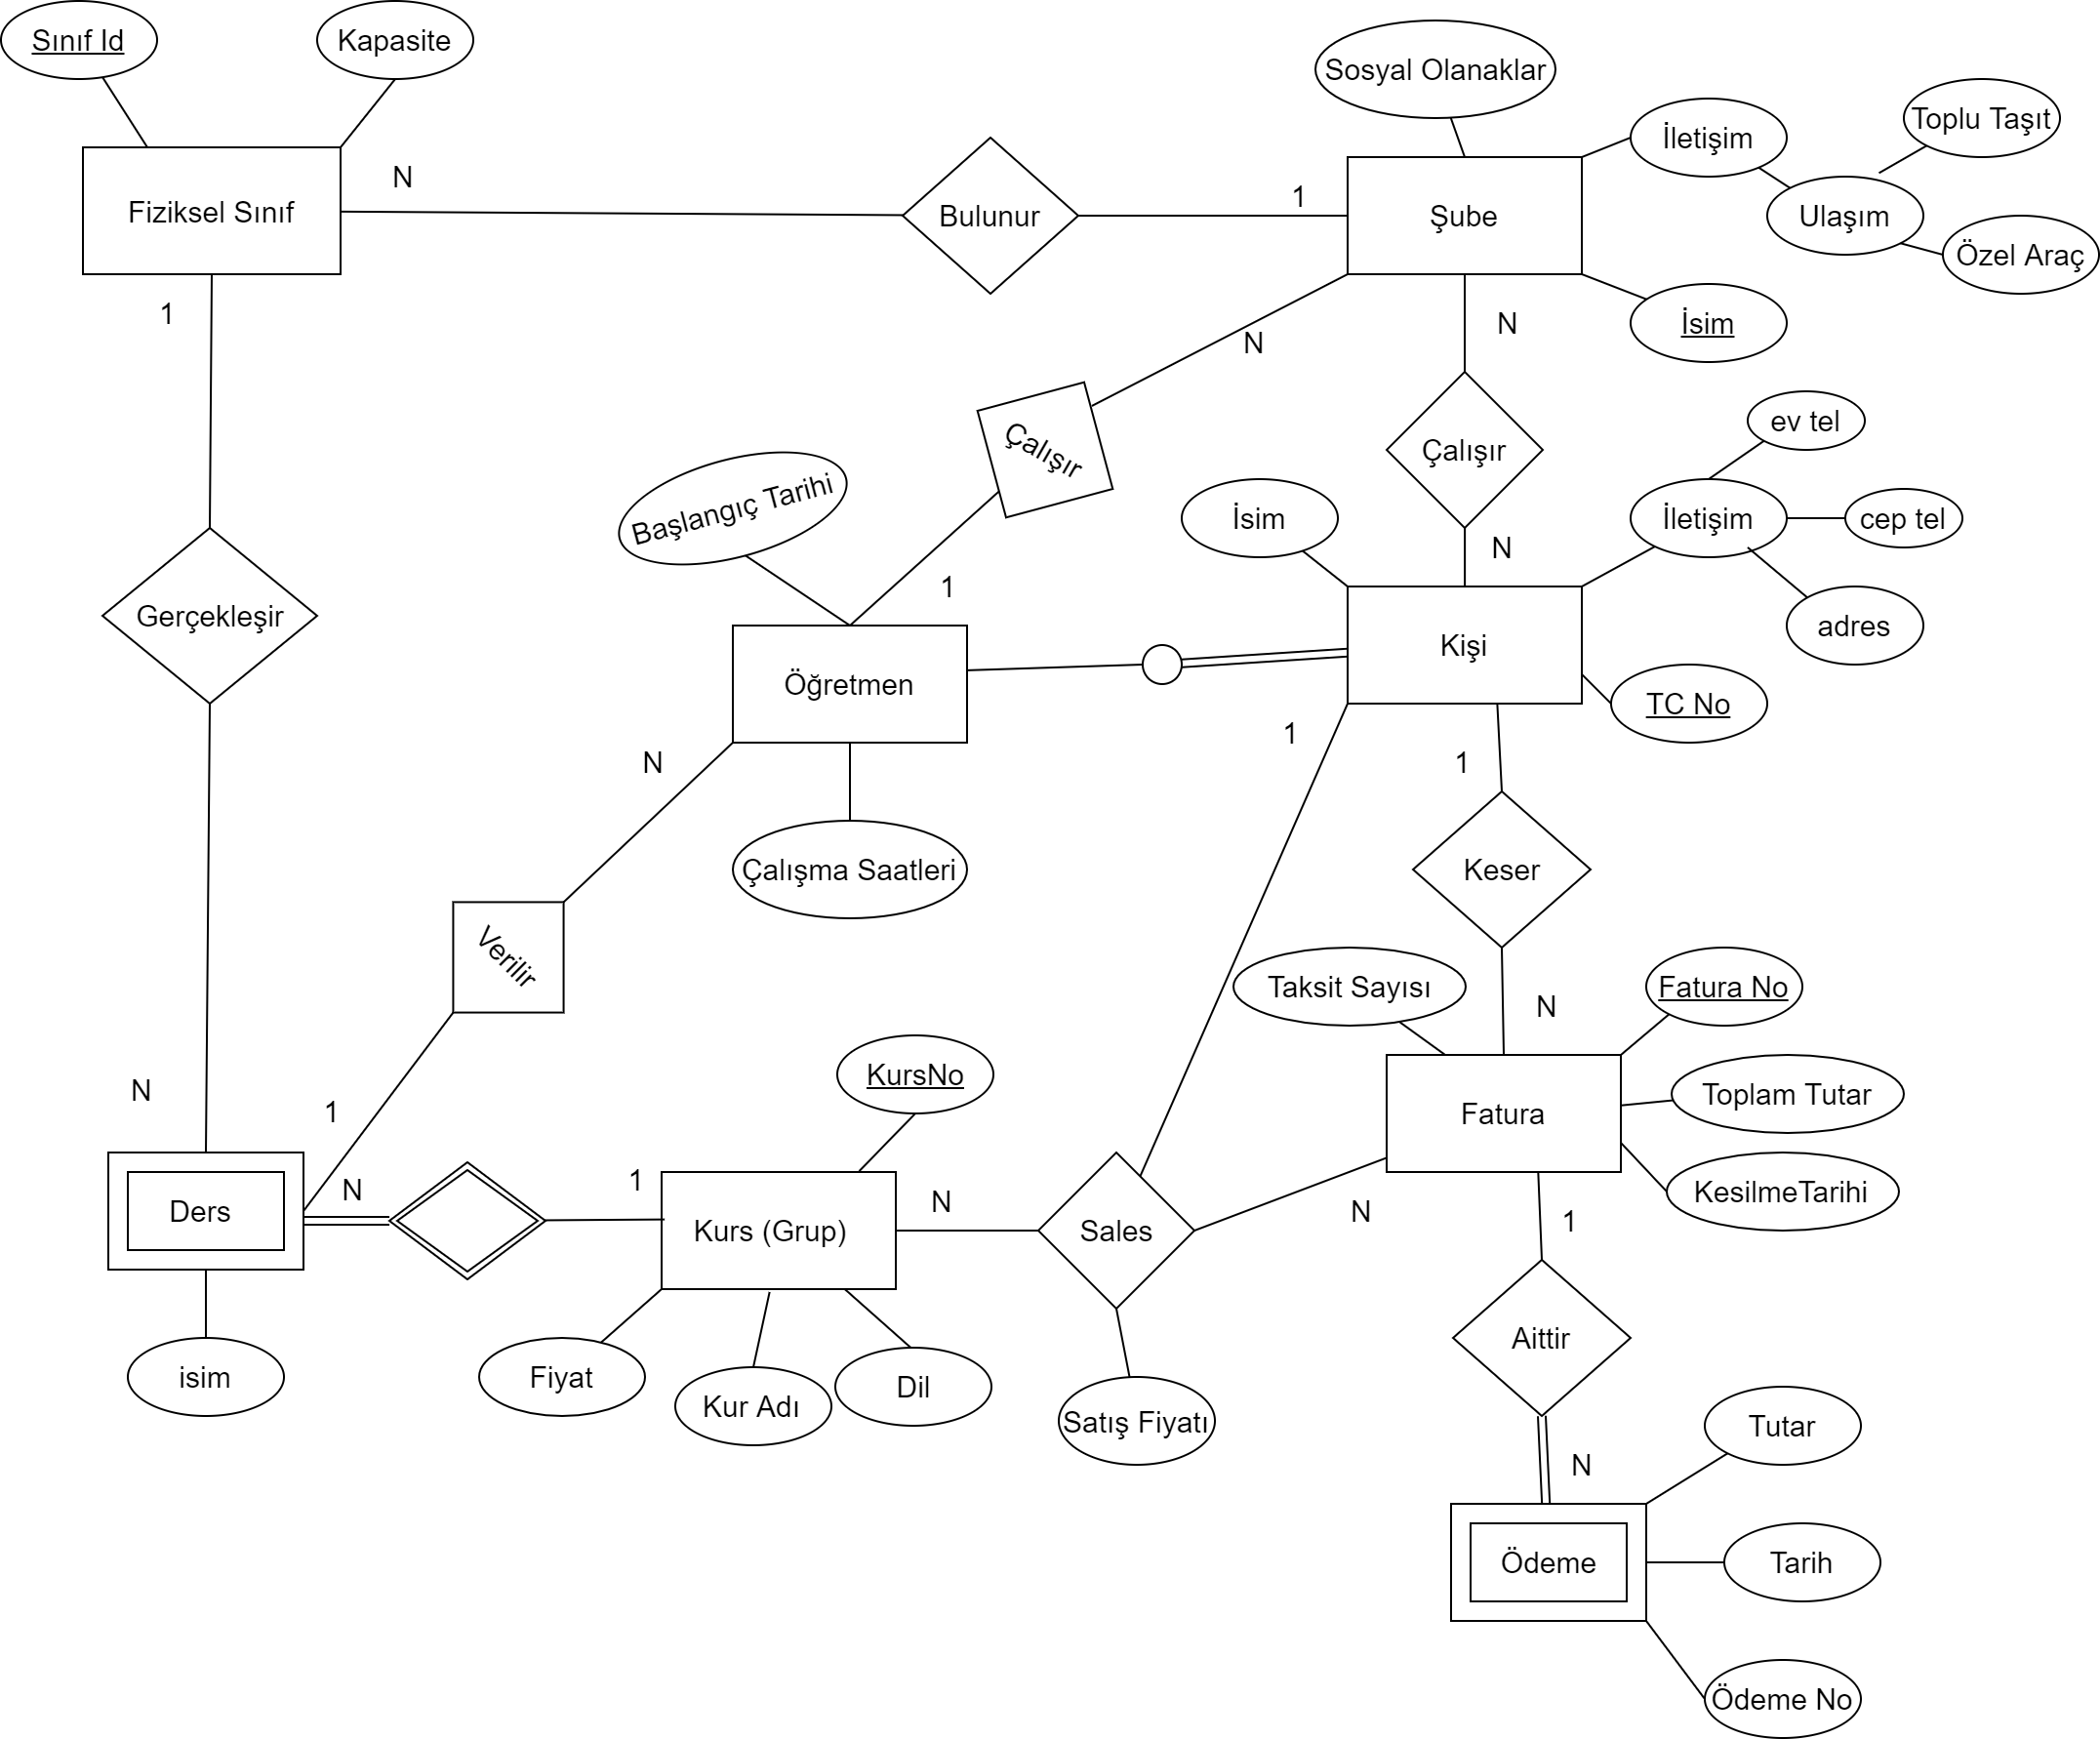 Sınıf Id
Kapasite
Sosyal Olanaklar
İletişim
Toplu Taşıt
Fiziksel Sınıf
N
Bulunur
1
Şube
Ulaşım
Özel Araç
1
N
N
İsim
Çalışır
Çalışır
ev tel
Başlangıç Tarihi
İsim
N
İletişim
cep tel
Gerçekleşir
1
Öğretmen
Kişi
adres
TC No
N
1
1
Çalışma Saatleri
Keser
Verilir
Taksit Sayısı
N
Fatura No
KursNo
N
1
Fatura
Toplam Tutar
Ders
N
1
Kurs (Grup)
N
Sales
N
1
KesilmeTarihi
isim
Fiyat
Kur Adı
Dil
Satış Fiyatı
Aittir
N
Tutar
Ödeme
Tarih
Ödeme No